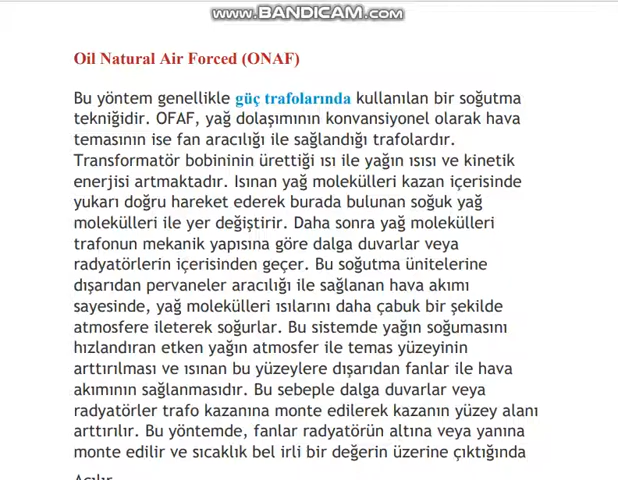 www.BANDICAM.com
Oil Natural Air Forced (ONAF)
Bu yöntem genellikle güç trafolarında kullanılan bir soğutma
tekniğidir. OFAF, yağ dolaşımının konvansiyonel olarak hava
temasının ise fan aracılığı ile sağlandığı trafolardır.
Transformatör bobininin ürettiği ısı ile yağın ısısı ve kinetik
enerjisi artmaktadır. Isınan yağ molekülleri kazan içerisinde
yukarı doğru hareket ederek burada bulunan soğuk yağ
molekülleri ile yer değiştirir. Daha sonra yağ molekülleri
trafonun mekanik yapısına göre dalga duvarlar veya
radyatörlerin içerisinden geçer. Bu soğutma ünitelerine
dışarıdan pervaneler aracılığı ile sağlanan hava akımı
sayesinde, yağ molekülleri ısılarını daha çabuk bir şekilde
atmosfere ileterek soğurlar. Bu sistemde yağın soğumasını
hızlandıran etken yağın atmosfer ile temas yüzeyinin
arttırılması ve ısınan bu yüzeylere dışarıdan fanlar ile hava
akımının sağlanmasıdır. Bu sebeple dalga duvarlar veya
radyatörler trafo kazanına monte edilerek kazanın yüzey alanı
arttırılır. Bu yöntemde, fanlar radyatörün altına veya yanına
monte edilir ve sıcaklık bel irli bir değerin üzerine çıktığında